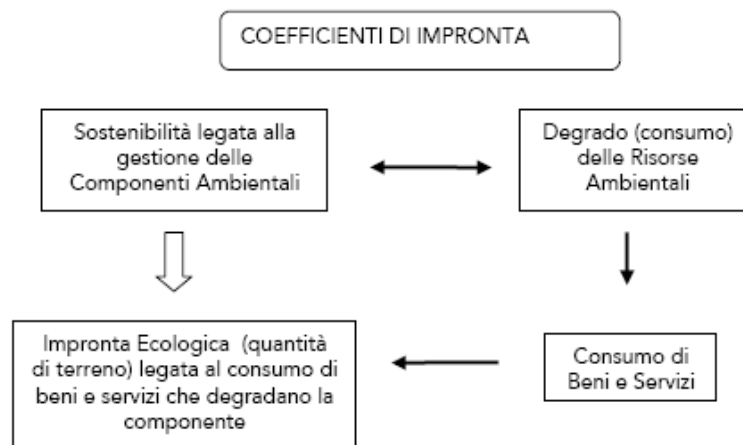 COEFFICIENTI DI IMPRONTA
Sostenibilità legata alla
gestione delle
Componenti Ambientali
Degrado (consumo)
delle Risorse
Ambientali
Impronta Ecologica (quantità
di terreno) legata al consumo di
beni e servizi che degradano la
componente
Consumo di
Beni e Servizi